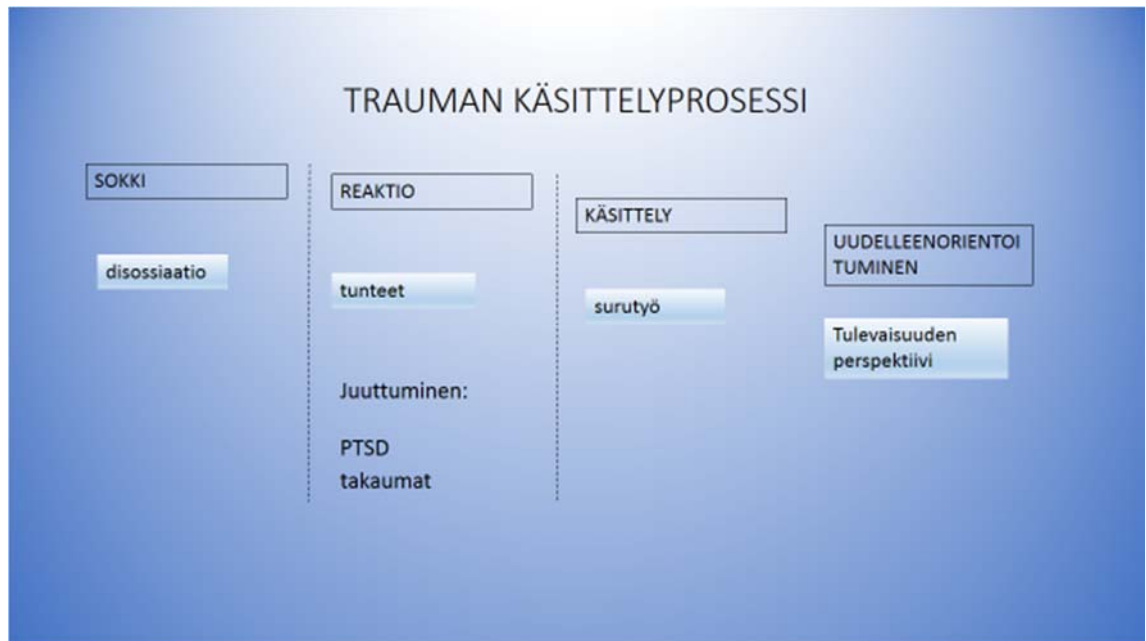 TRAUMAN KÄSITTELYPROSESSI
SOKKI
disossiaatio
REAKTIO
tunteet
Juuttuminen:
PTSD
takaumat
KÄSITTELY
surutyö
UUDELLEENORIENTOI
TUMINEN
Tulevaisuuden
perspektiivi